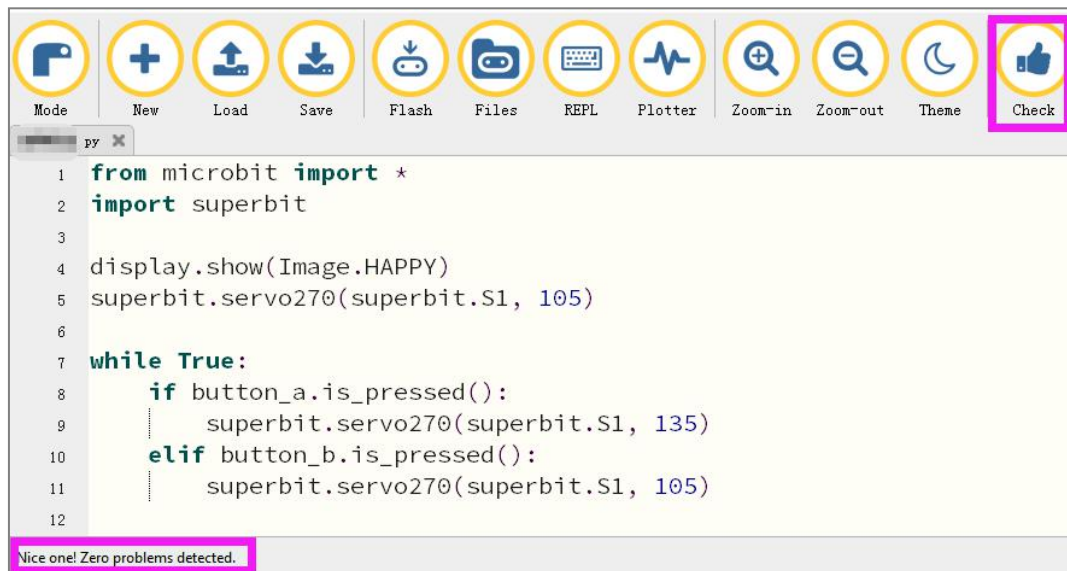 Mode New Load Save Flash Files REPL Plotter Zoom-in Zoom-out Theme Check
py
1 from microbit import *
2 import superbit
3
4 display.show(Image.HAPPY)
5 superbit.servo270(superbit.S1, 105)
6
7 while True:
8     if button_a.is_pressed():
9         superbit.servo270(superbit.S1, 135)
10     elif button_b.is_pressed():
11         superbit.servo270(superbit.S1, 105)
12
Nice one! Zero problems detected.